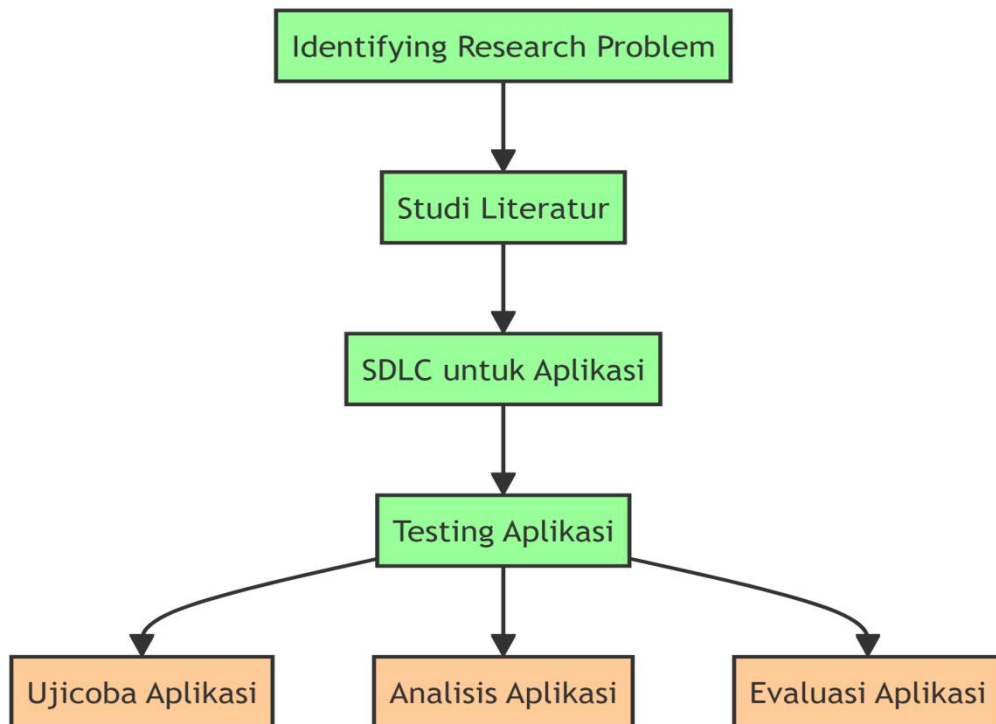 Identifying Research Problem
Studi Literatur
SDLC untuk Aplikasi
Testing Aplikasi
Ujicoba Aplikasi
Analisis Aplikasi
Evaluasi Aplikasi